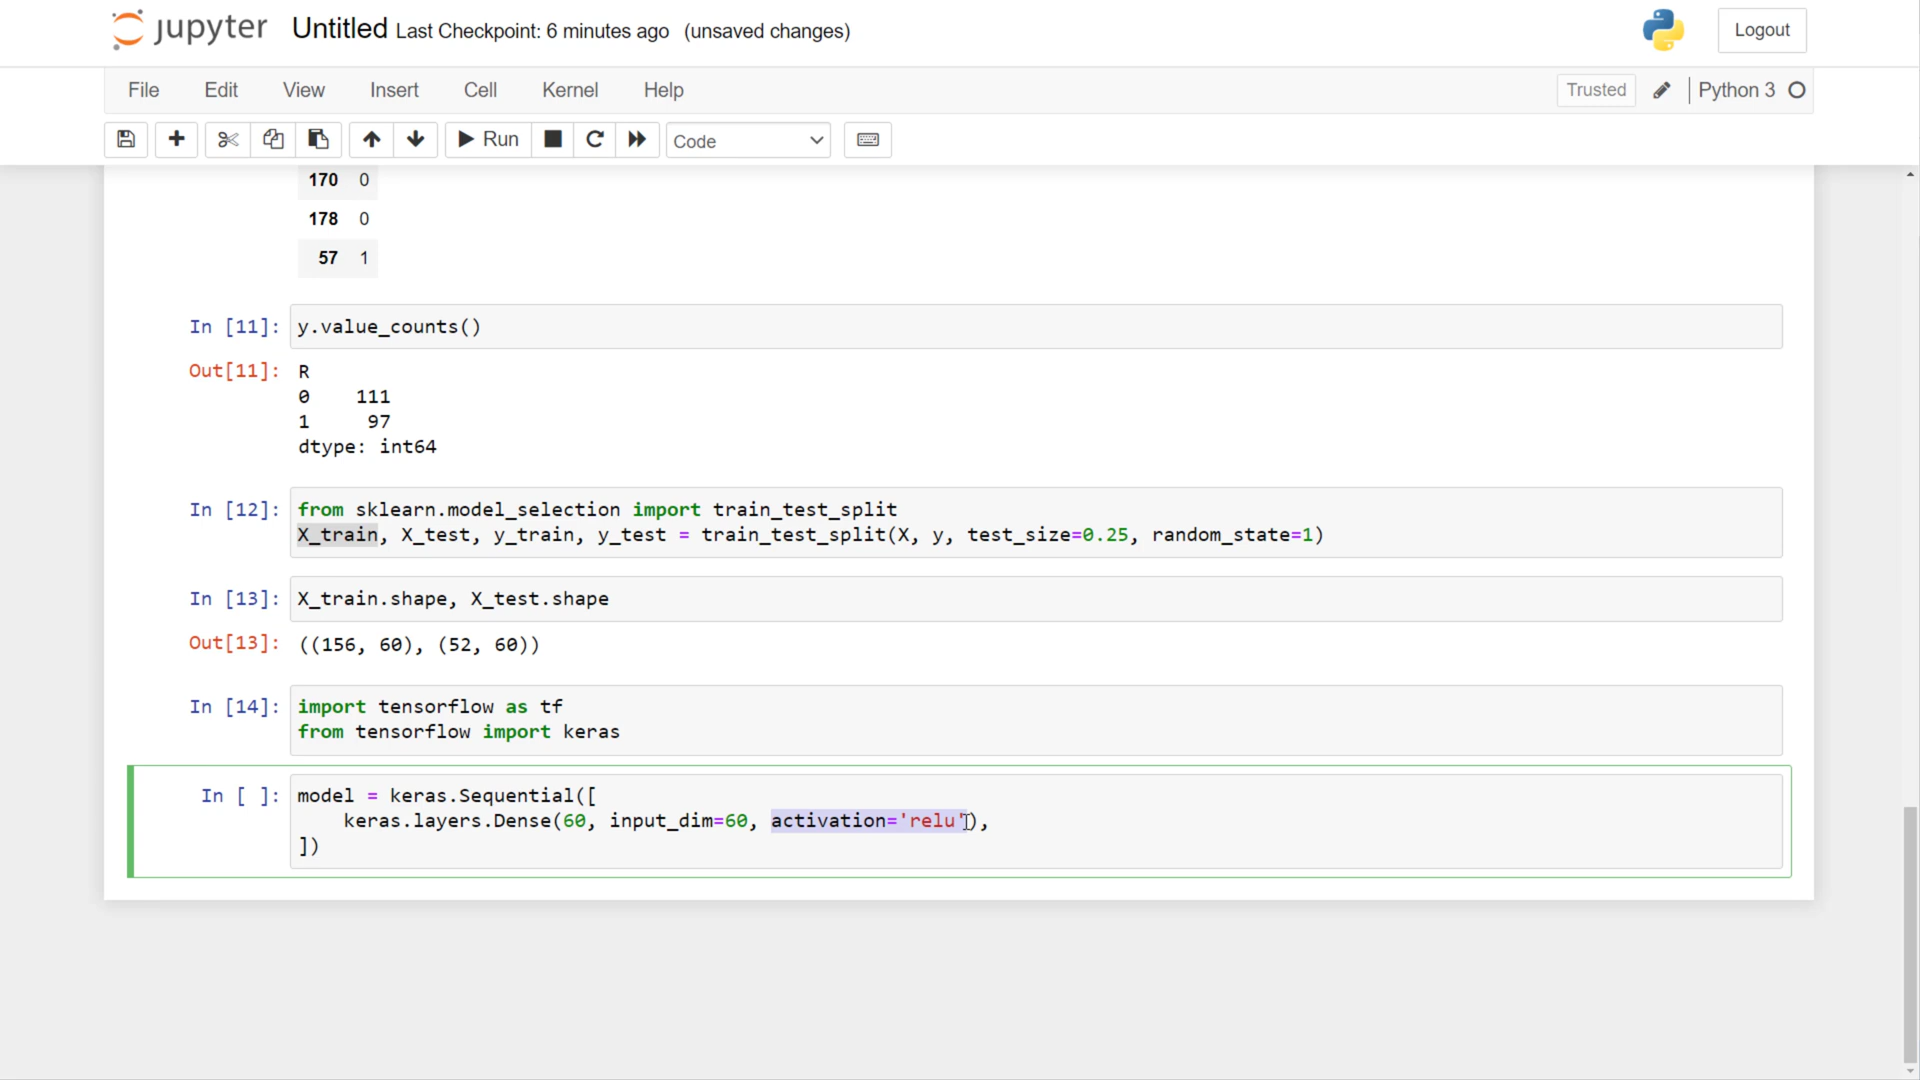 jupyter Untitled Last Checkpoint: 6 minutes ago (unsaved changes) Logout
File Edit View Insert Cell Kernel Help Trusted Python 3
Run Code
170 0
178 0
57 1
In [11]: y.value_counts()
Out[11]: R
0 111
1 97
dtype: int64
In [12]: from sklearn.model_selection import train_test_split
X_train, X_test, y_train, y_test = train_test_split(X, y, test_size=0.25, random_state=1)
In [13]: X_train.shape, X_test.shape
Out[13]: ((156, 60), (52, 60))
In [14]: import tensorflow as tf
from tensorflow import keras
In [ ]: model = keras.Sequential([
keras.layers.Dense(60, input_dim=60, activation='relu'),
])